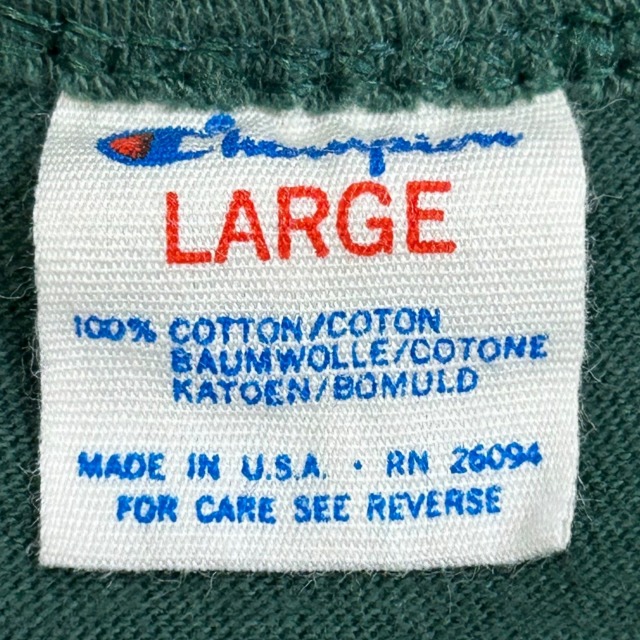 Champion
LARGE
100% COTTON/COTON
BAUMWOLLE/COTONE
KATOEN/BOMULD
MADE IN U.S.A. · RN 26094
FOR CARE SEE REVERSE